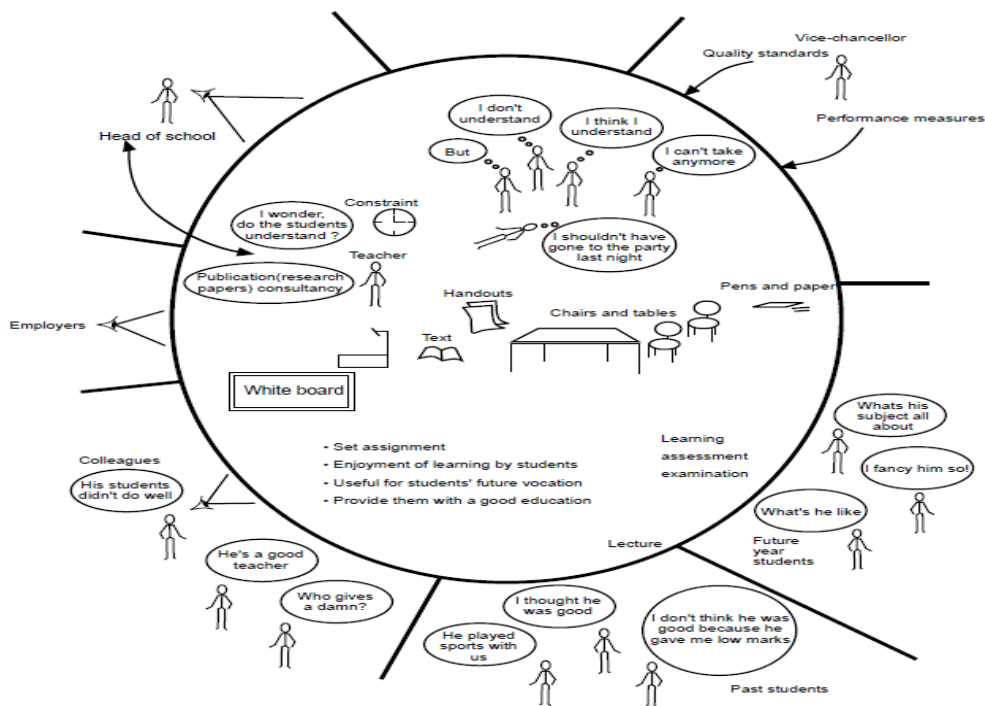 Vice-chancellor
Quality standards
Performance measures
Head of school
I don't
understand
I think I
understand
But
I can't take
anymore
I shouldn't have
gone to the party
last night
Constraint
I wonder,
do the students
understand ?
Teacher
Publication(research
papers) consultancy
Employers
Handouts
Text
Chairs and tables
Pens and paper
White board
- Set assignment
- Enjoyment of learning by students
- Useful for students' future vocation
- Provide them with a good education
Learning
assessment
examination
Lecture
Whats his
subject all
about
I fancy him so!
What's he like
Future
year
students
Colleagues
His students
didn't do well
He's a good
teacher
Who gives
a damn?
I thought he
was good
He played
sports with
us
I don't think he was
good because he
gave me low marks
Past students